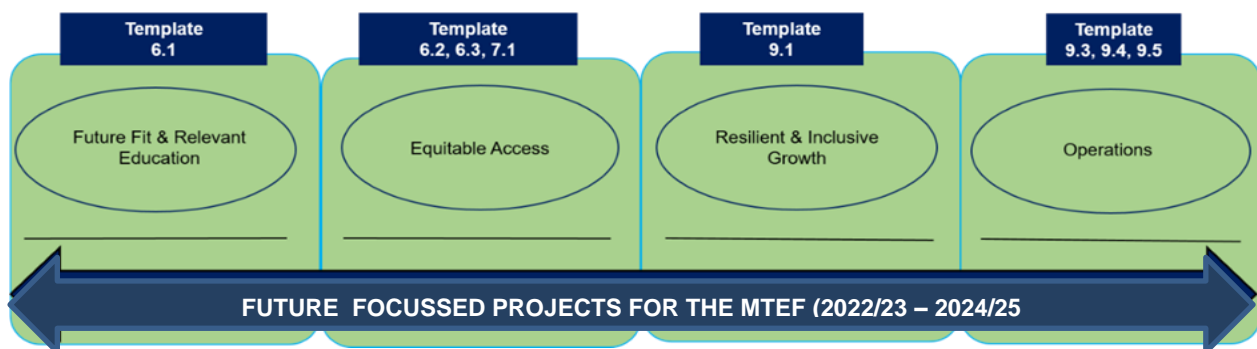 Template
6.1
Future Fit & Relevant
Education
Template
6.2, 6.3, 7.1
Equitable Access
Template
9.1
Resilient & Inclusive
Growth
Template
9.3, 9.4, 9.5
Operations
FUTURE FOCUSSED PROJECTS FOR THE MTEF (2022/23 – 2024/25